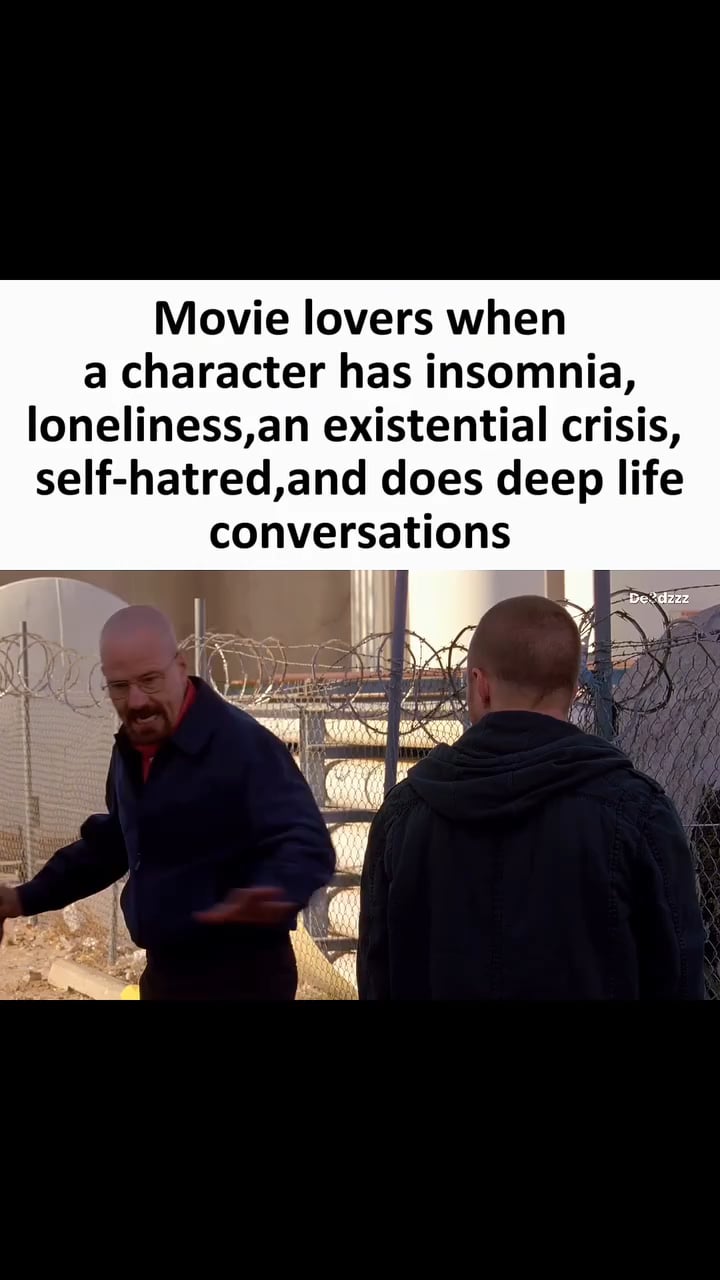 Movie lovers when
a character has insomnia,
loneliness,an existential crisis,
self-hatred,and does deep life
conversations